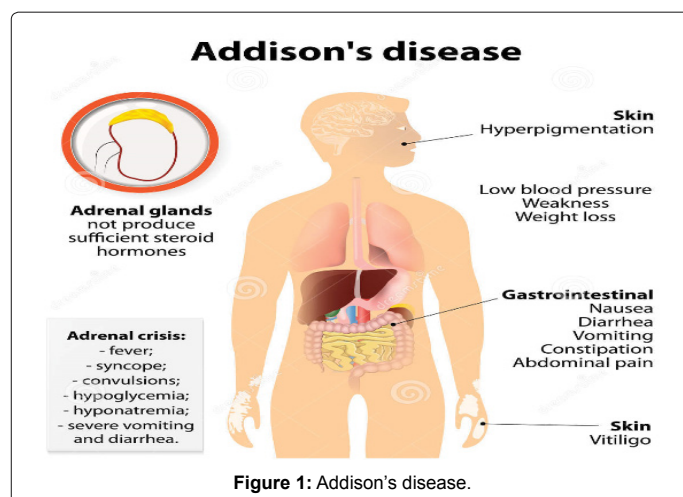 Addison's disease
Skin
Hyperpigmentation
Low blood pressure
Weakness
Weight loss
Adrenal glands
not produce
sufficient steroid
hormones
Gastrointestinal
Nausea
Diarrhea
Vomiting
Constipation
Abdominal pain
Adrenal crisis:
- fever;
- syncope;
- convulsions;
- hypoglycemia;
- hyponatremia;
- severe vomiting
and diarrhea.
Skin
Vitiligo
Figure 1: Addison’s disease.